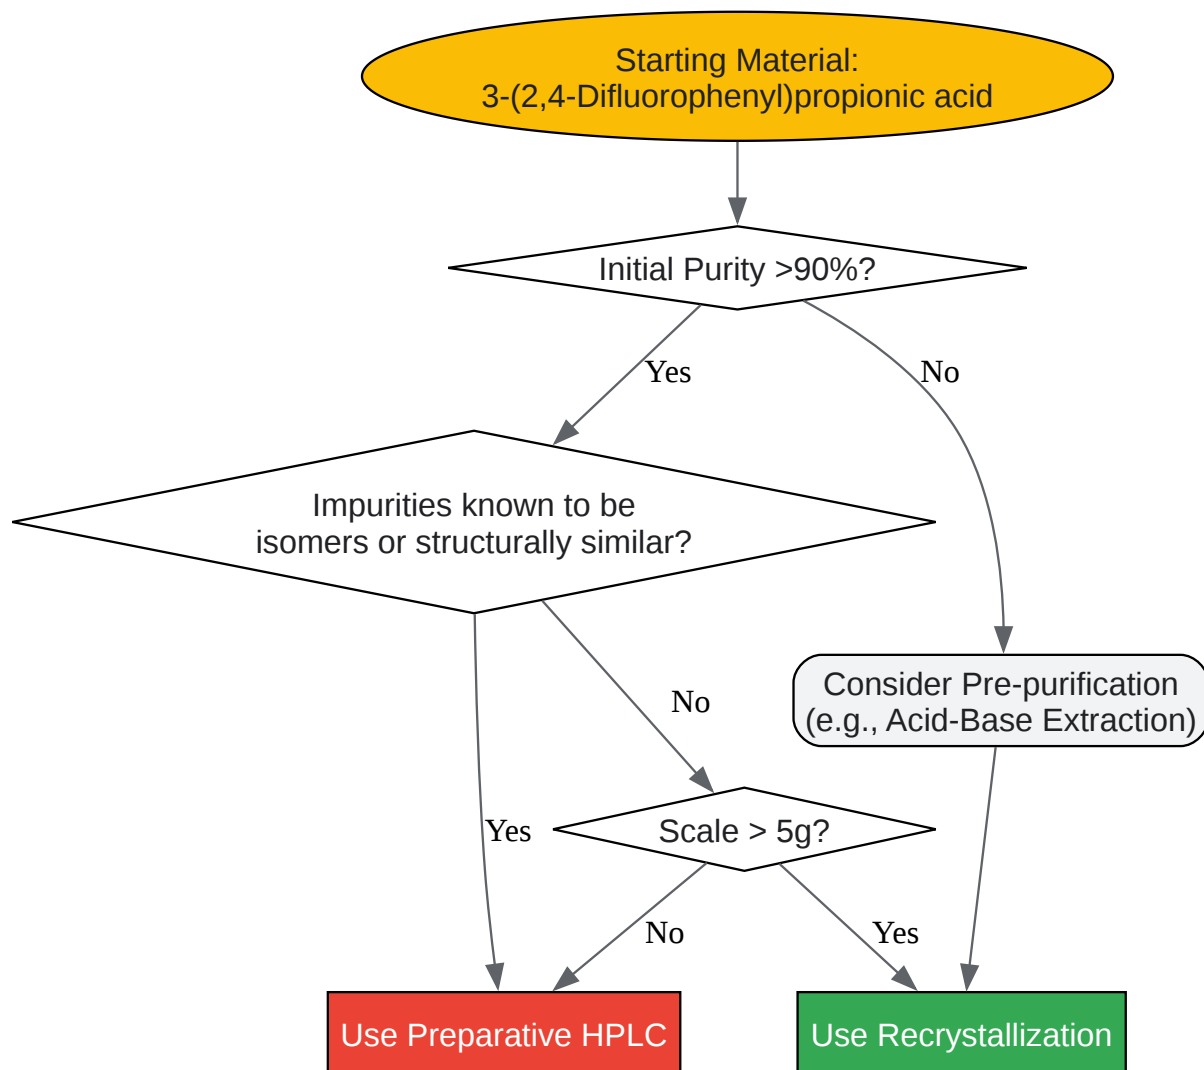 Starting Material:
3-(2,4-Difluorophenyl)propionic acid
Initial Purity >90%?
Yes
No
Impurities known to be
isomers or structurally similar?
Consider Pre-purification
(e.g., Acid-Base Extraction)
No
Yes
Scale > 5g?
No
Yes
Use Preparative HPLC
Use Recrystallization